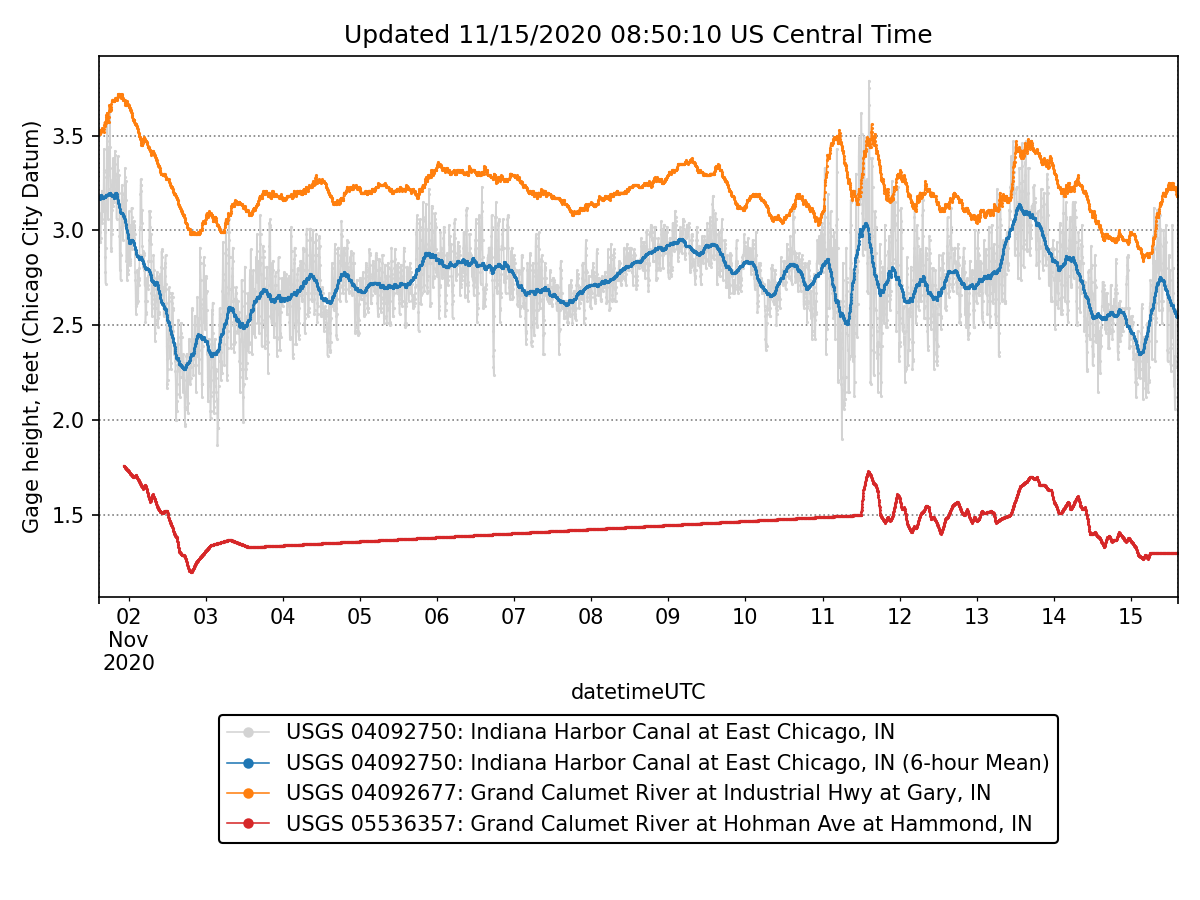 Updated 11/15/2020 08:50:10 US Central Time
Gage height, feet (Chicago City Datum)
3.5
3.0
2.5
2.0
1.5
02 03 04 05 06 07 08 09 10 11 12 13 14 15
Nov
2020
datetimeUTC
USGS 04092750: Indiana Harbor Canal at East Chicago, IN
USGS 04092750: Indiana Harbor Canal at East Chicago, IN (6-hour Mean)
USGS 04092677: Grand Calumet River at Industrial Hwy at Gary, IN
USGS 05536357: Grand Calumet River at Hohman Ave at Hammond, IN